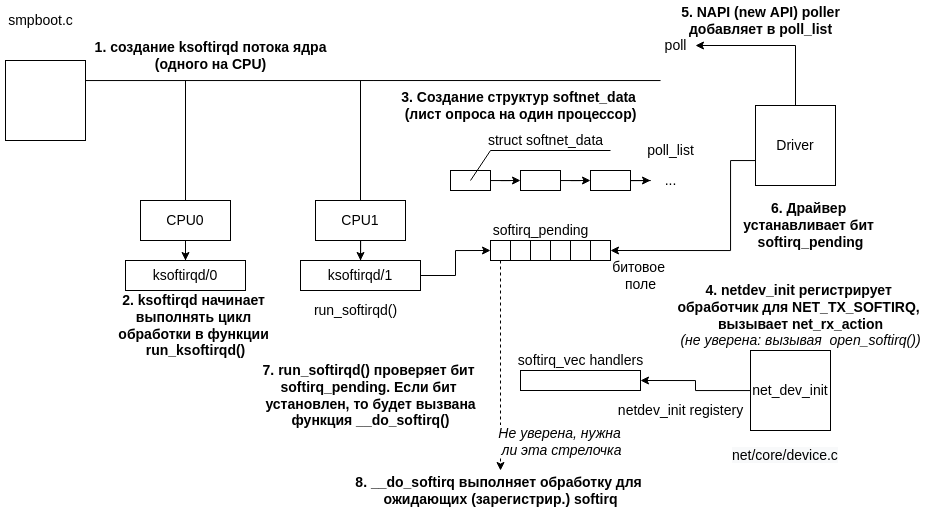 smpboot.c
1. создание ksoftirqd потока ядра
(одного на CPU)
5. NAPI (new API) poller
добавляет в poll_list
poll
3. Создание структур softnet_data
(лист опроса на один процессор)
struct softnet_data
poll_list
...
Driver
CPU0
CPU1
6. Драйвер
устанавливает бит
softirq_pending
softirq_pending
битовое
поле
ksoftirqd/0
ksoftirqd/1
2. ksoftirqd начинает
выполнять цикл
обработки в функции
run_ksoftirqd()
run_softirqd()
4. netdev_init регистрирует
обработчик для NET_TX_SOFTIRQ,
вызывает net_rx_action
(не уверена: вызывая open_softirq())
softirq_vec handlers
net_dev_init
netdev_init registery
7. run_softirqd() проверяет бит
softirq_pending. Если бит
установлен, то будет вызвана
функция __do_softirq()
Не уверена, нужна
ли эта стрелочка
net/core/device.c
8. __do_softirq выполняет обработку для
ожидающих (зарегистрир.) softirq